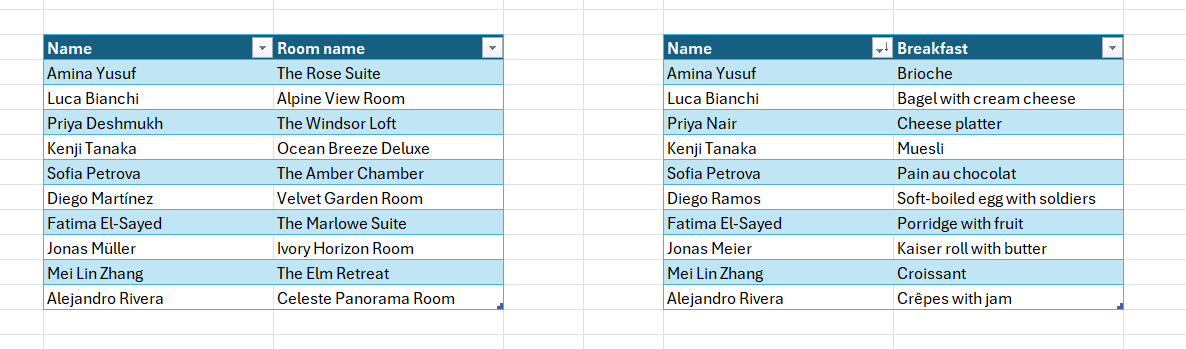 Name Room name
Amina Yusuf The Rose Suite
Luca Bianchi Alpine View Room
Priya Deshmukh The Windsor Loft
Kenji Tanaka Ocean Breeze Deluxe
Sofia Petrova The Amber Chamber
Diego Martínez Velvet Garden Room
Fatima El-Sayed The Marlowe Suite
Jonas Müller Ivory Horizon Room
Mei Lin Zhang The Elm Retreat
Alejandro Rivera Celeste Panorama Room
Name Breakfast
Amina Yusuf Brioche
Luca Bianchi Bagel with cream cheese
Priya Nair Cheese platter
Kenji Tanaka Muesli
Sofia Petrova Pain au chocolat
Diego Ramos Soft-boiled egg with soldiers
Fatima El-Sayed Porridge with fruit
Jonas Meier Kaiser roll with butter
Mei Lin Zhang Croissant
Alejandro Rivera Crêpes with jam